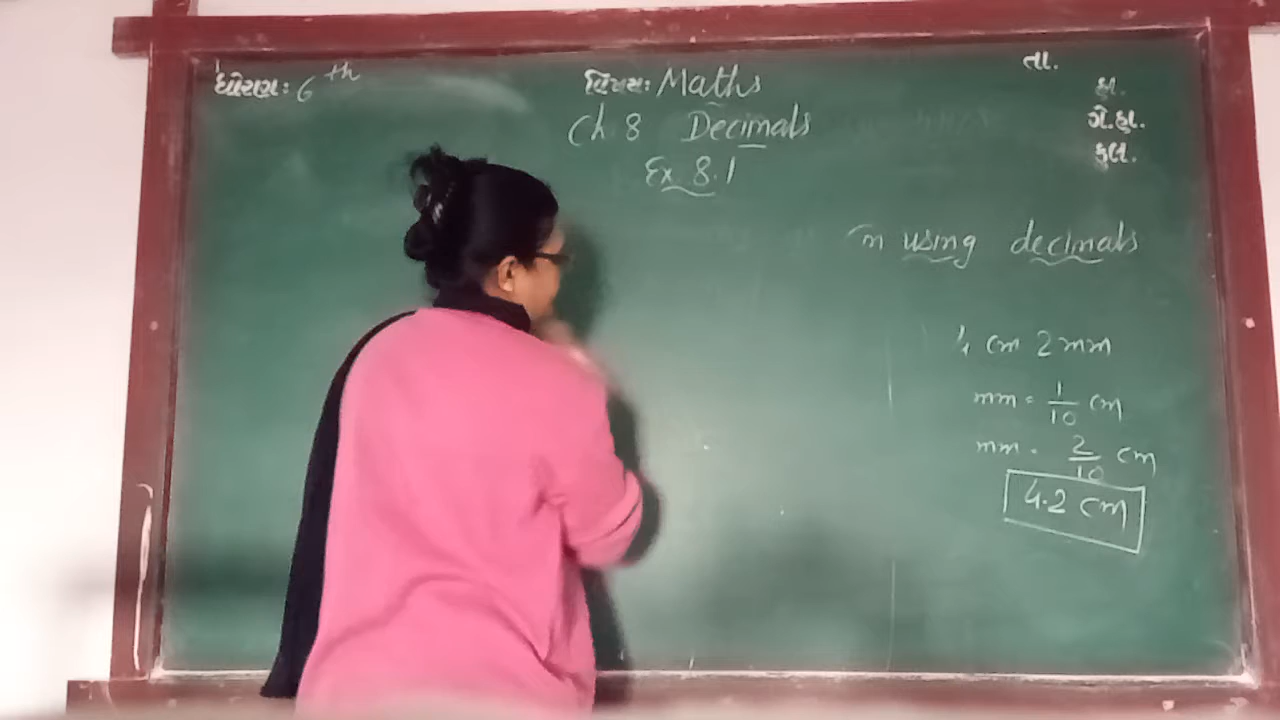 ધોરણઃ 6th
વિષયઃ Maths
તા.
Ch 8 Decimals
Ex. 8.1
હા.
ગે.હા.
કુલ.
using decimals
4 cm 2 mm
mm = 1/10 cm
mm = 2/10 cm
4.2 cm